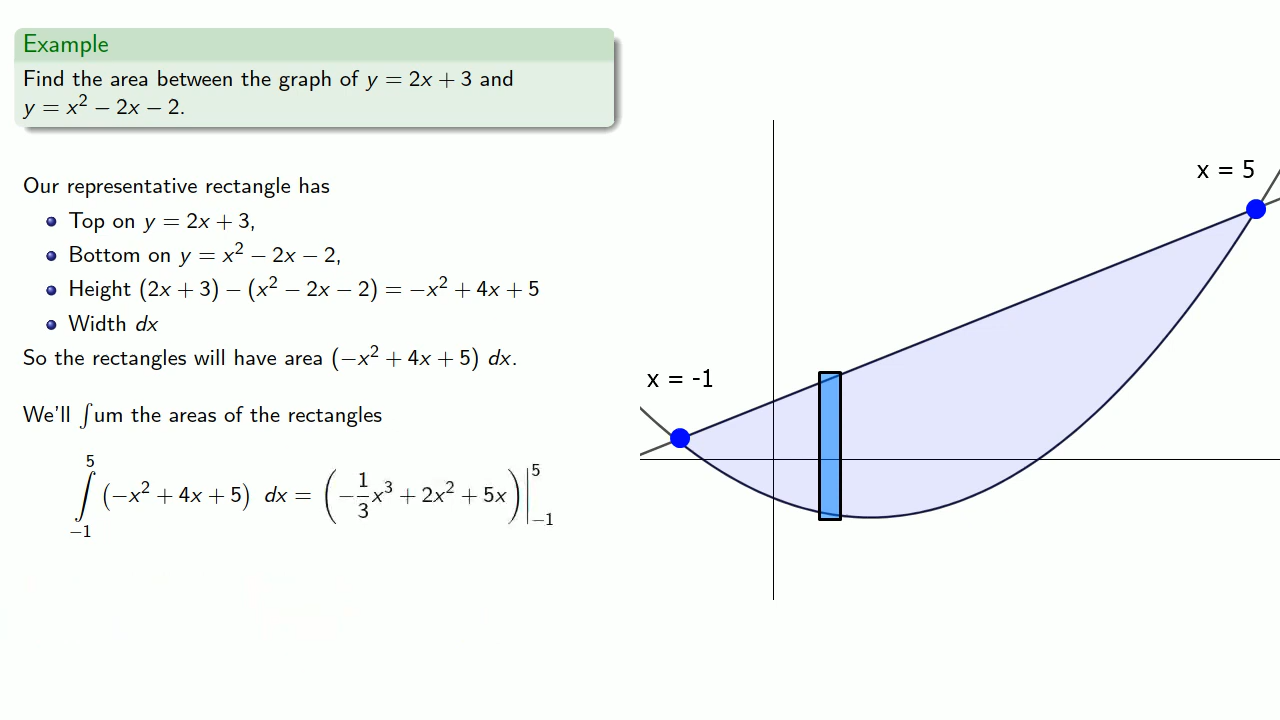 Example
Find the area between the graph of y = 2x + 3 and
y = x² − 2x − 2.
Our representative rectangle has
Top on y = 2x + 3,
Bottom on y = x² − 2x − 2,
Height (2x + 3) − (x² − 2x − 2) = −x² + 4x + 5
Width dx
So the rectangles will have area (−x² + 4x + 5) dx.
We'll ∫um the areas of the rectangles
∫₋₁⁵ (−x² + 4x + 5) dx = (−1/3 x³ + 2x² + 5x)|₋₁⁵
x = 5
x = -1